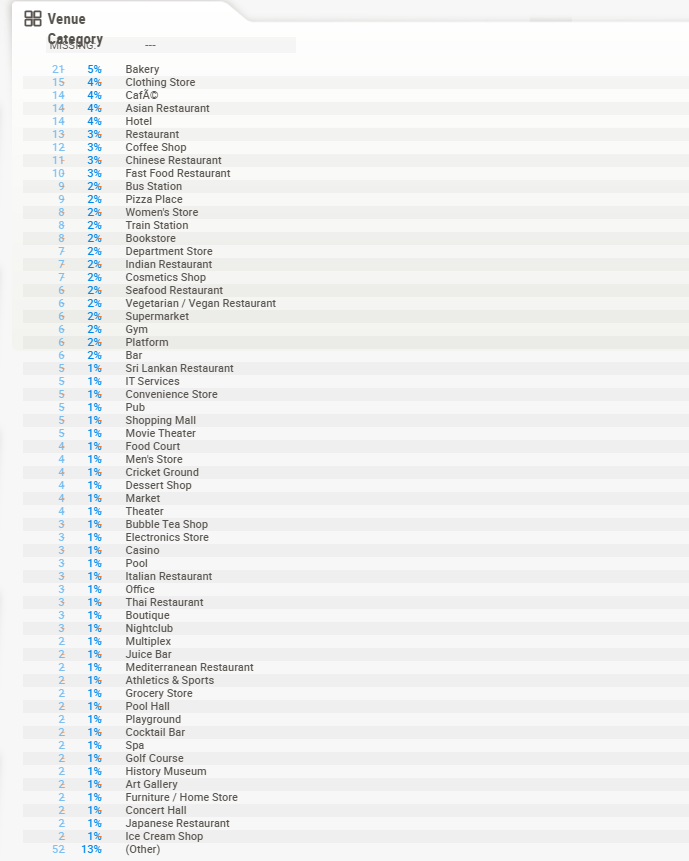 Venue
Category
MISSING: ---
21 5% Bakery
15 4% Clothing Store
14 4% CafÃ©
14 4% Asian Restaurant
14 4% Hotel
13 3% Restaurant
12 3% Coffee Shop
11 3% Chinese Restaurant
10 3% Fast Food Restaurant
9 2% Bus Station
9 2% Pizza Place
8 2% Women's Store
8 2% Train Station
8 2% Bookstore
7 2% Department Store
7 2% Indian Restaurant
7 2% Cosmetics Shop
6 2% Seafood Restaurant
6 2% Vegetarian / Vegan Restaurant
6 2% Supermarket
6 2% Gym
6 2% Platform
6 2% Bar
5 1% Sri Lankan Restaurant
5 1% IT Services
5 1% Convenience Store
5 1% Pub
5 1% Shopping Mall
5 1% Movie Theater
4 1% Food Court
4 1% Men's Store
4 1% Cricket Ground
4 1% Dessert Shop
4 1% Market
4 1% Theater
3 1% Bubble Tea Shop
3 1% Electronics Store
3 1% Casino
3 1% Pool
3 1% Italian Restaurant
3 1% Office
3 1% Thai Restaurant
3 1% Boutique
3 1% Nightclub
2 1% Multiplex
2 1% Juice Bar
2 1% Mediterranean Restaurant
2 1% Athletics & Sports
2 1% Grocery Store
2 1% Pool Hall
2 1% Playground
2 1% Cocktail Bar
2 1% Spa
2 1% Golf Course
2 1% History Museum
2 1% Art Gallery
2 1% Furniture / Home Store
2 1% Concert Hall
2 1% Japanese Restaurant
2 1% Ice Cream Shop
52 13% (Other)